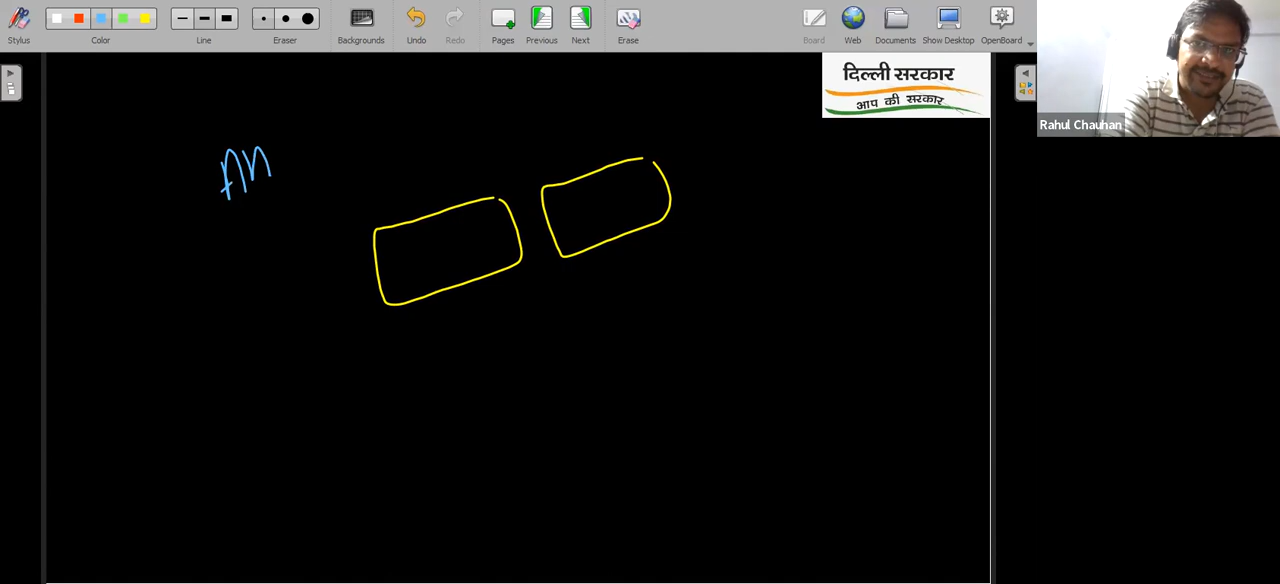 Stylus Color Line Eraser Backgrounds Undo Redo Pages Previous Next Erase Board Web Documents Show Desktop OpenBoard
दिल्ली सरकार
आप की सरकार
Rahul Chauhan